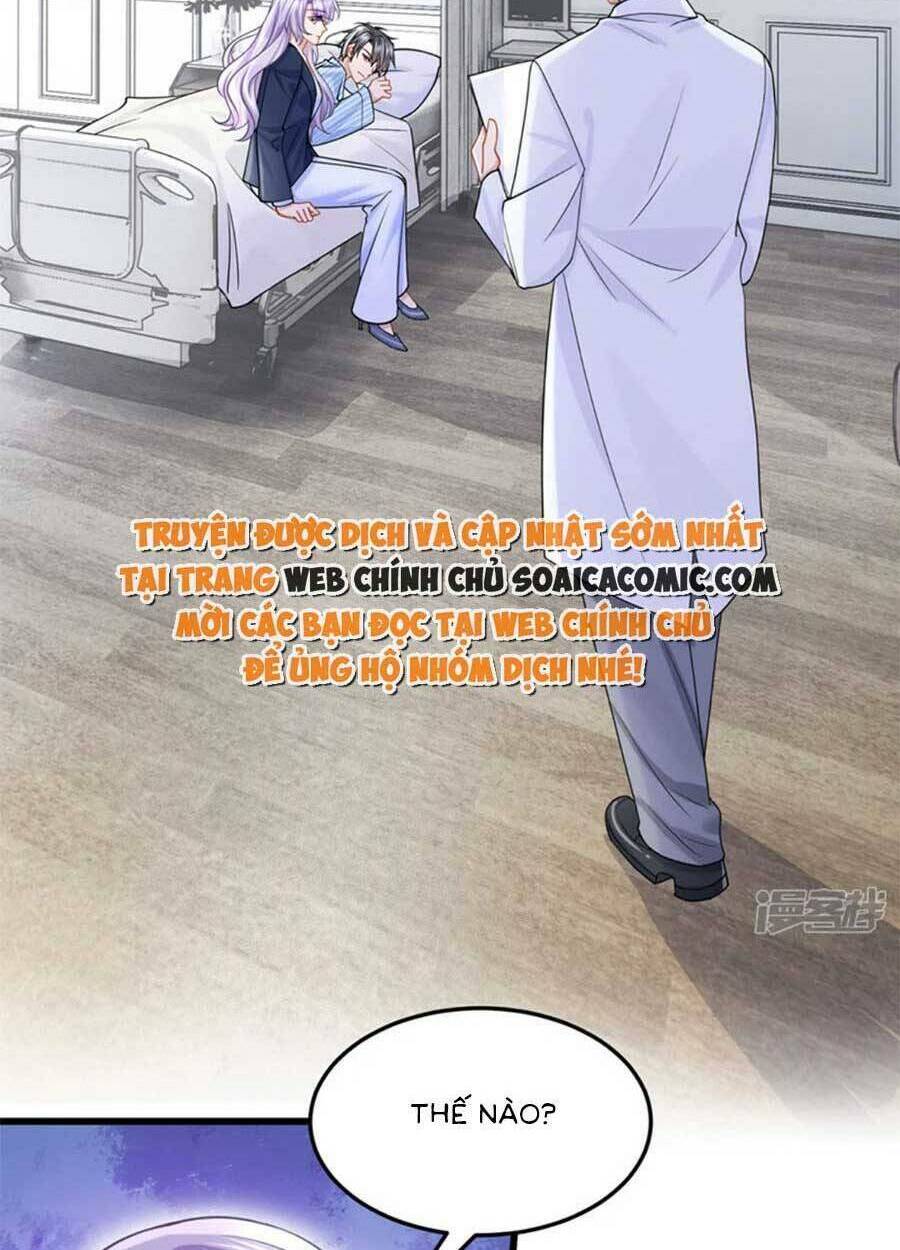 TRUYỆN ĐƯỢC DỊCH VÀ CẬP NHẬT SỚM NHẤT
TẠI TRANG WEB CHÍNH CHỦ SOAICACOMIC.COM
MỜI CÁC BẠN ĐỌC TẠI WEB CHÍNH CHỦ
ĐỂ ỦNG HỘ NHÓM DỊCH NHÉ!
漫客栈
THẾ NÀO?